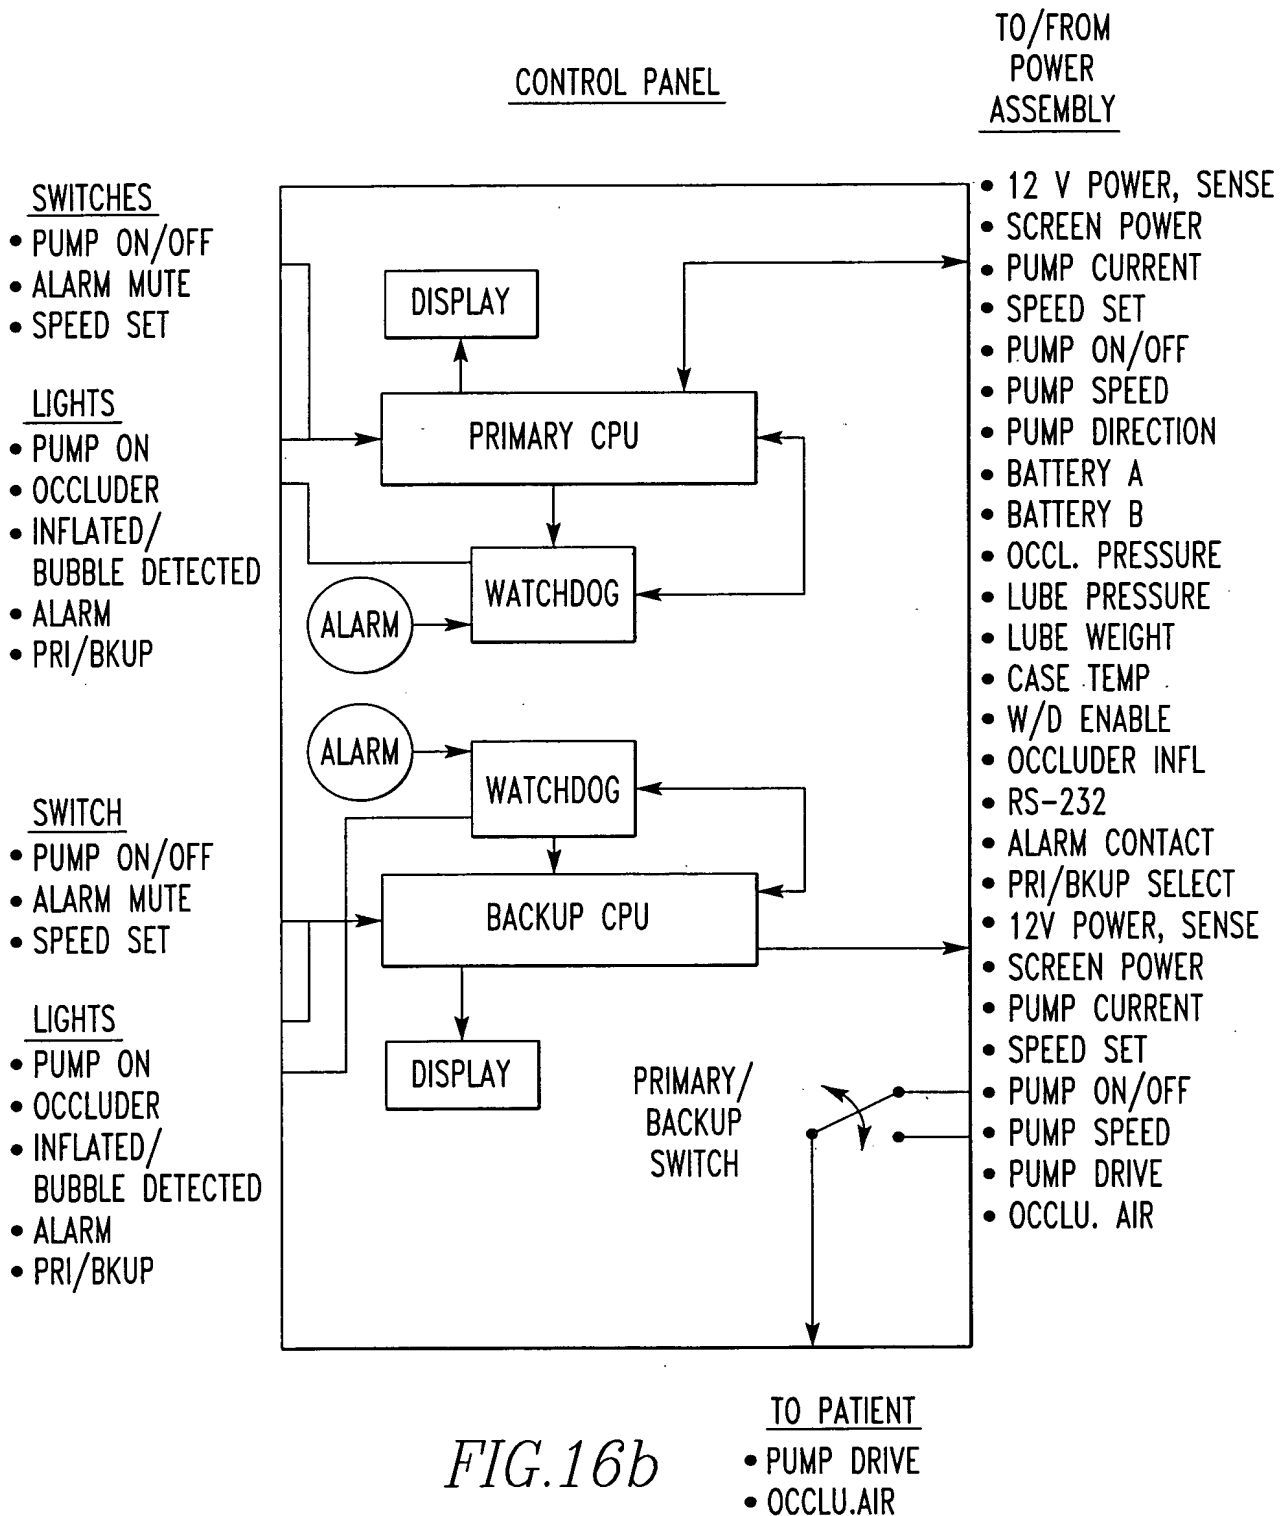 CONTROL PANEL
TO/FROM
POWER
ASSEMBLY
SWITCHES
• PUMP ON/OFF
• ALARM MUTE
• SPEED SET
LIGHTS
• PUMP ON
• OCCLUDER
• INFLATED/
BUBBLE DETECTED
• ALARM
• PRI/BKUP
SWITCH
• PUMP ON/OFF
• ALARM MUTE
• SPEED SET
LIGHTS
• PUMP ON
• OCCLUDER
• INFLATED/
BUBBLE DETECTED
• ALARM
• PRI/BKUP
DISPLAY
PRIMARY CPU
WATCHDOG
ALARM
ALARM
WATCHDOG
BACKUP CPU
DISPLAY
PRIMARY/
BACKUP
SWITCH
• 12 V POWER, SENSE
• SCREEN POWER
• PUMP CURRENT
• SPEED SET
• PUMP ON/OFF
• PUMP SPEED
• PUMP DIRECTION
• BATTERY A
• BATTERY B
• OCCL. PRESSURE
• LUBE PRESSURE
• LUBE WEIGHT
• CASE TEMP
• W/D ENABLE
• OCCLUDER INFL
• RS-232
• ALARM CONTACT
• PRI/BKUP SELECT
• 12V POWER, SENSE
• SCREEN POWER
• PUMP CURRENT
• SPEED SET
• PUMP ON/OFF
• PUMP SPEED
• PUMP DRIVE
• OCCLU. AIR
TO PATIENT
• PUMP DRIVE
• OCCLU.AIR
FIG.16b